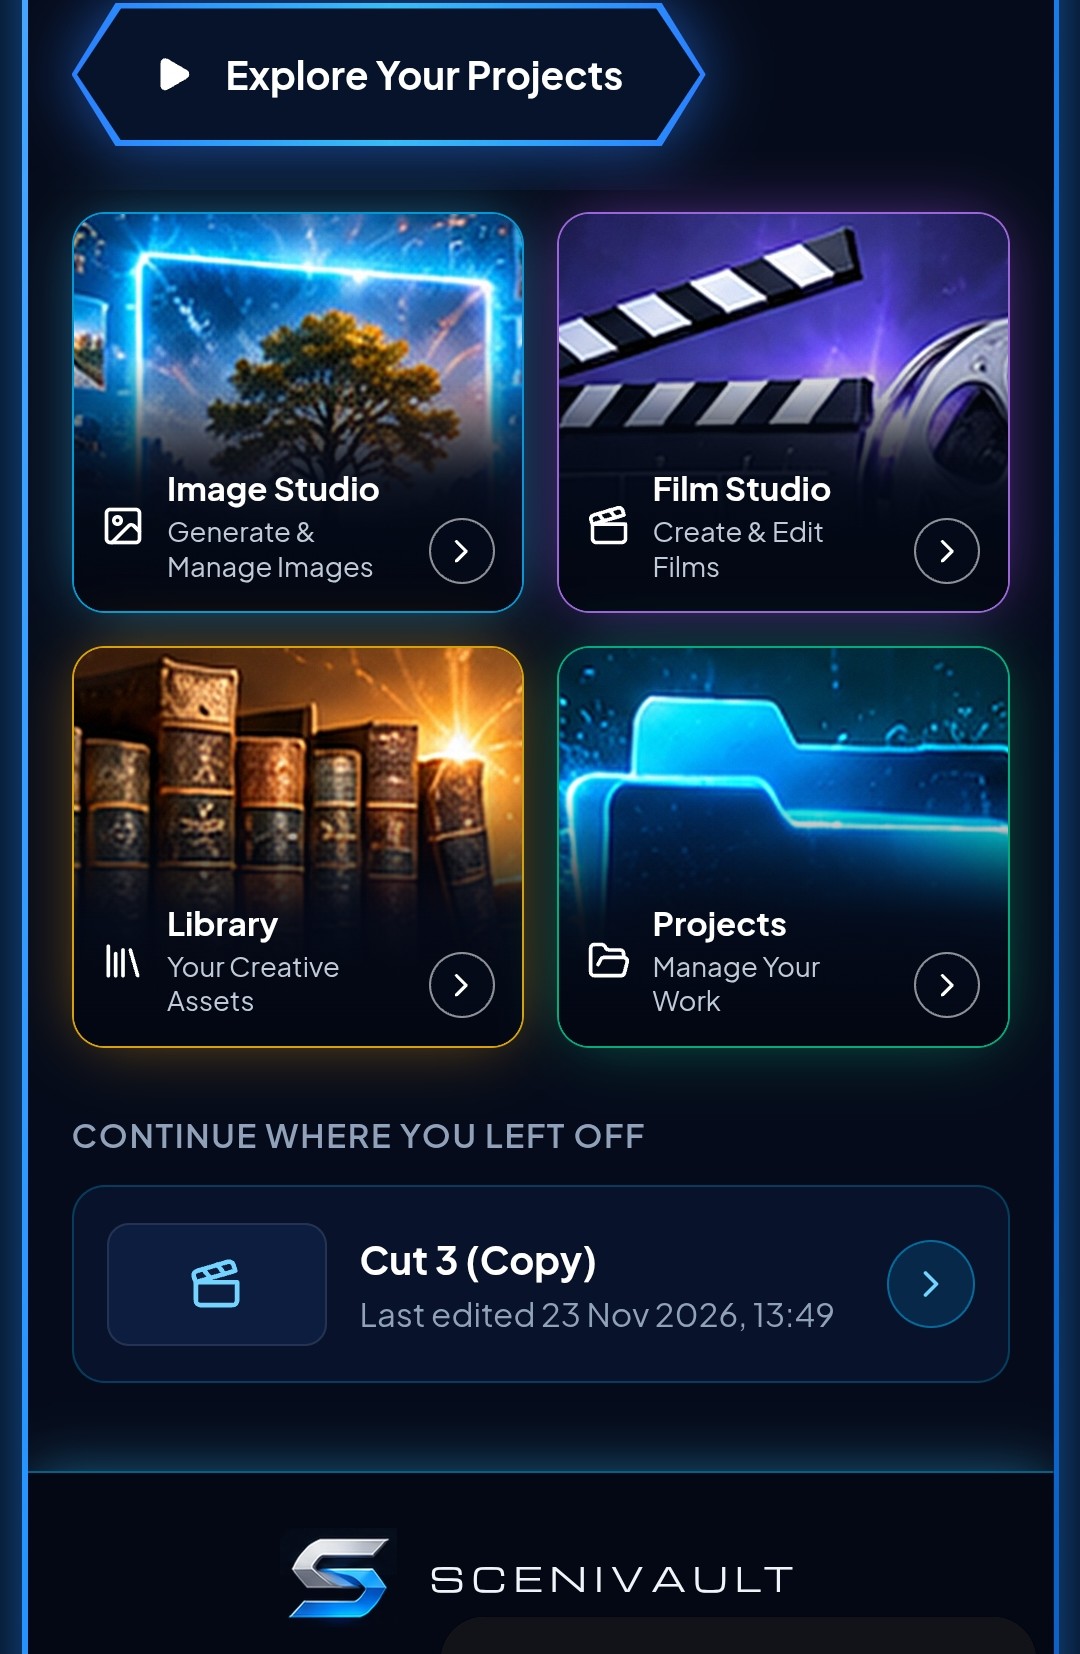 Explore Your Projects
Image Studio
Generate &
Manage Images
Film Studio
Create & Edit
Films
Library
Your Creative
Assets
Projects
Manage Your
Work
CONTINUE WHERE YOU LEFT OFF
Cut 3 (Copy)
Last edited 23 Nov 2026, 13:49
SCENIVAULT